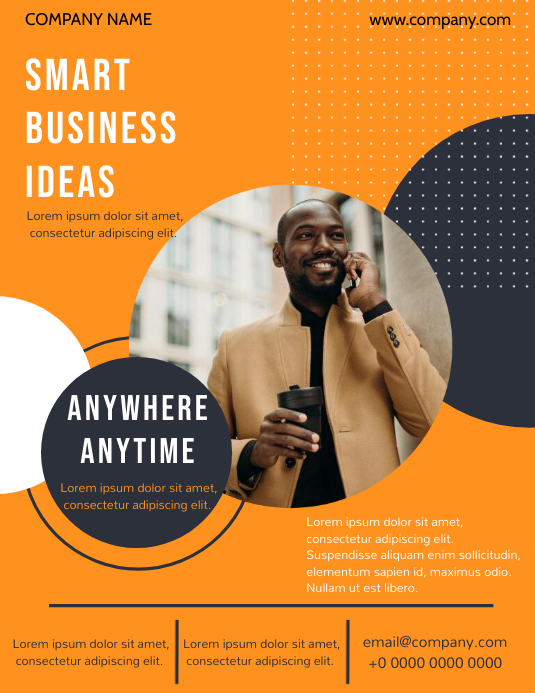 COMPANY NAME
www.company.com
SMART
BUSINESS
IDEAS
Lorem ipsum dolor sit amet,
consectetur adipiscing elit.
ANYWHERE
ANYTIME
Lorem ipsum dolor sit amet,
consectetur adipiscing elit.
Lorem ipsum dolor sit amet,
consectetur adipiscing elit.
Suspendisse aliquam enim sollicitudin,
elementum sapien id, maximus odio.
Nullam ut est libero.
Lorem ipsum dolor sit amet,
consectetur adipiscing elit.
Lorem ipsum dolor sit amet,
consectetur adipiscing elit.
email@company.com
+0 0000 0000 0000